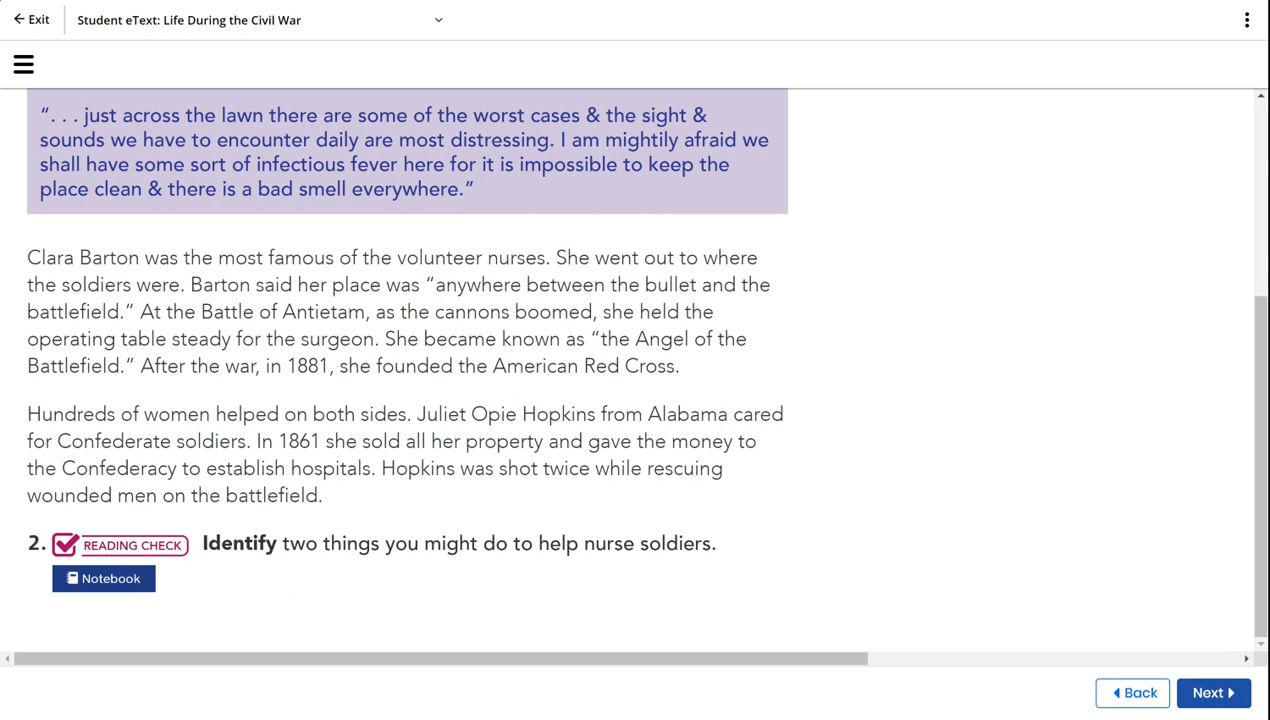 Exit
Student eText: Life During the Civil War
“. . . just across the lawn there are some of the worst cases & the sight &
sounds we have to encounter daily are most distressing. I am mightily afraid we
shall have some sort of infectious fever here for it is impossible to keep the
place clean & there is a bad smell everywhere.”
Clara Barton was the most famous of the volunteer nurses. She went out to where
the soldiers were. Barton said her place was “anywhere between the bullet and the
battlefield.” At the Battle of Antietam, as the cannons boomed, she held the
operating table steady for the surgeon. She became known as “the Angel of the
Battlefield.” After the war, in 1881, she founded the American Red Cross.
Hundreds of women helped on both sides. Juliet Opie Hopkins from Alabama cared
for Confederate soldiers. In 1861 she sold all her property and gave the money to
the Confederacy to establish hospitals. Hopkins was shot twice while rescuing
wounded men on the battlefield.
2. READING CHECK Identify two things you might do to help nurse soldiers.
Notebook
Back
Next